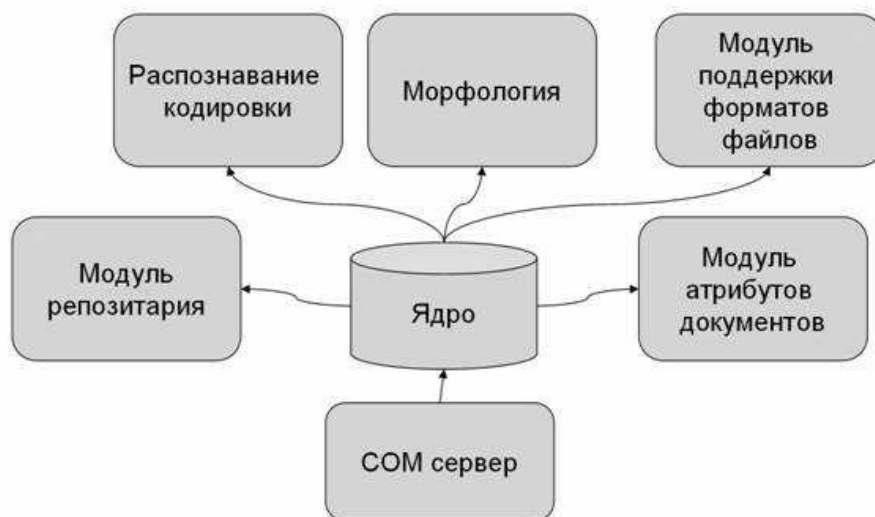 Распознавание
кодировки
Морфология
Модуль
поддержки
форматов
файлов
Модуль
репозитария
Ядро
Модуль
атрибутов
документов
COM сервер